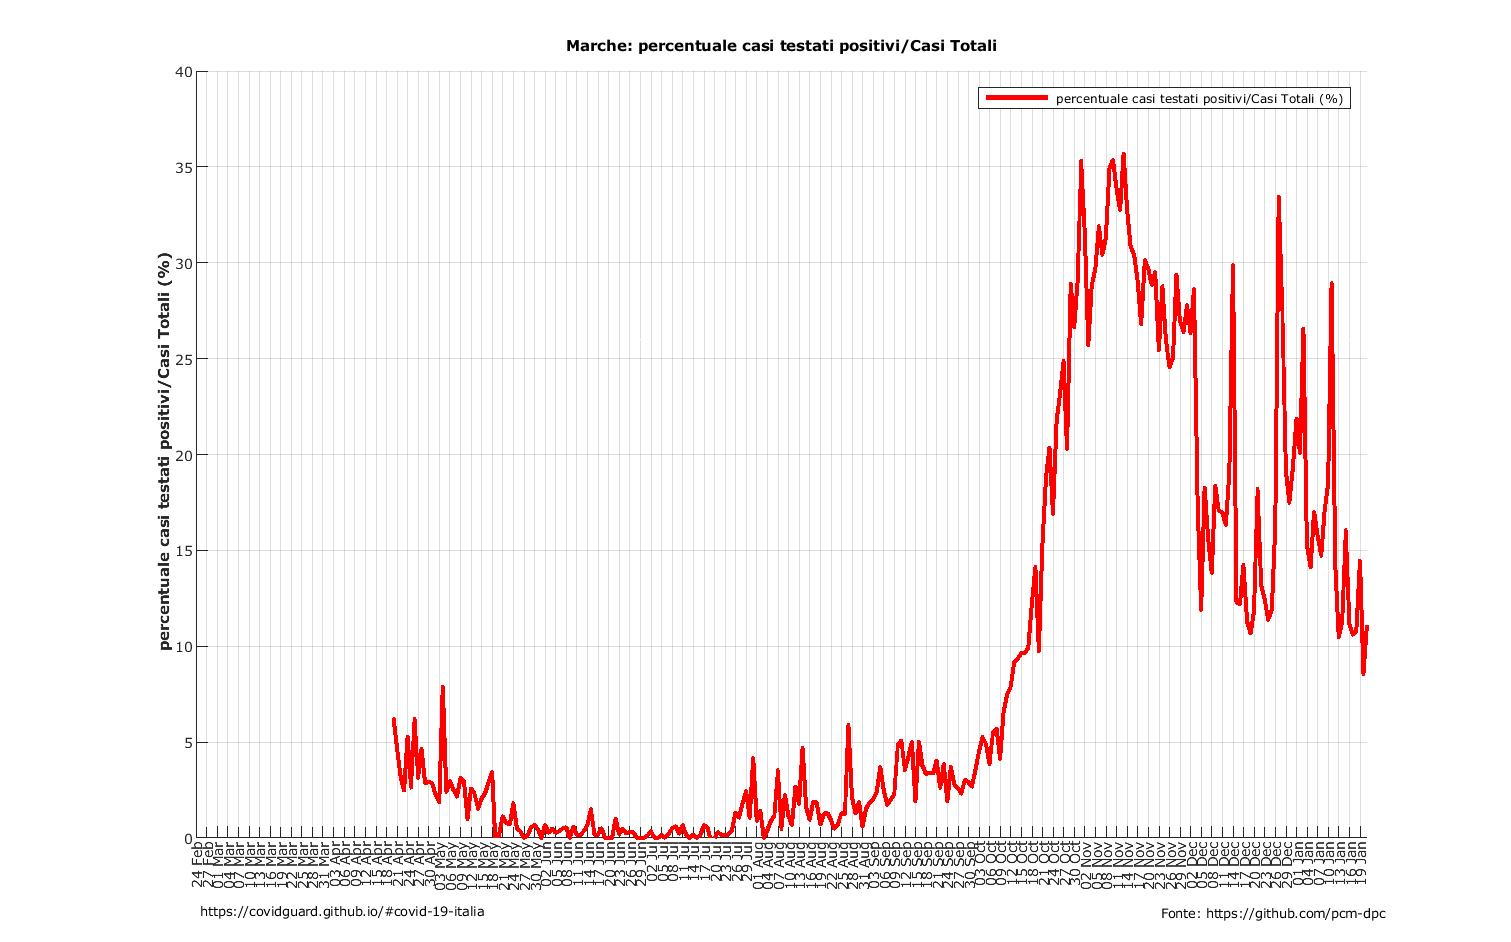 Marche: percentuale casi testati positivi/Casi Totali
percentuale casi testati positivi/Casi Totali (%)
percentuale casi testati positivi/Casi Totali (%)
40
35
30
25
20
15
10
5
0
24 Feb
27 Feb
01 Mar
04 Mar
07 Mar
10 Mar
13 Mar
16 Mar
19 Mar
22 Mar
25 Mar
28 Mar
31 Mar
03 Apr
06 Apr
09 Apr
12 Apr
15 Apr
18 Apr
21 Apr
24 Apr
27 Apr
30 Apr
03 May
06 May
09 May
12 May
15 May
18 May
21 May
24 May
27 May
30 May
02 Jun
05 Jun
08 Jun
11 Jun
14 Jun
17 Jun
20 Jun
23 Jun
26 Jun
29 Jun
02 Jul
05 Jul
08 Jul
11 Jul
14 Jul
17 Jul
20 Jul
23 Jul
26 Jul
29 Jul
01 Aug
04 Aug
07 Aug
10 Aug
13 Aug
16 Aug
19 Aug
22 Aug
25 Aug
28 Aug
31 Aug
03 Sep
06 Sep
09 Sep
12 Sep
15 Sep
18 Sep
21 Sep
24 Sep
27 Sep
30 Sep
03 Oct
06 Oct
09 Oct
12 Oct
15 Oct
18 Oct
21 Oct
24 Oct
27 Oct
30 Oct
02 Nov
05 Nov
08 Nov
11 Nov
14 Nov
17 Nov
20 Nov
23 Nov
26 Nov
29 Nov
02 Dec
05 Dec
08 Dec
11 Dec
14 Dec
17 Dec
20 Dec
23 Dec
26 Dec
29 Dec
01 Jan
04 Jan
07 Jan
10 Jan
13 Jan
16 Jan
19 Jan
https://covidguard.github.io/#covid-19-italia
Fonte: https://github.com/pcm-dpc